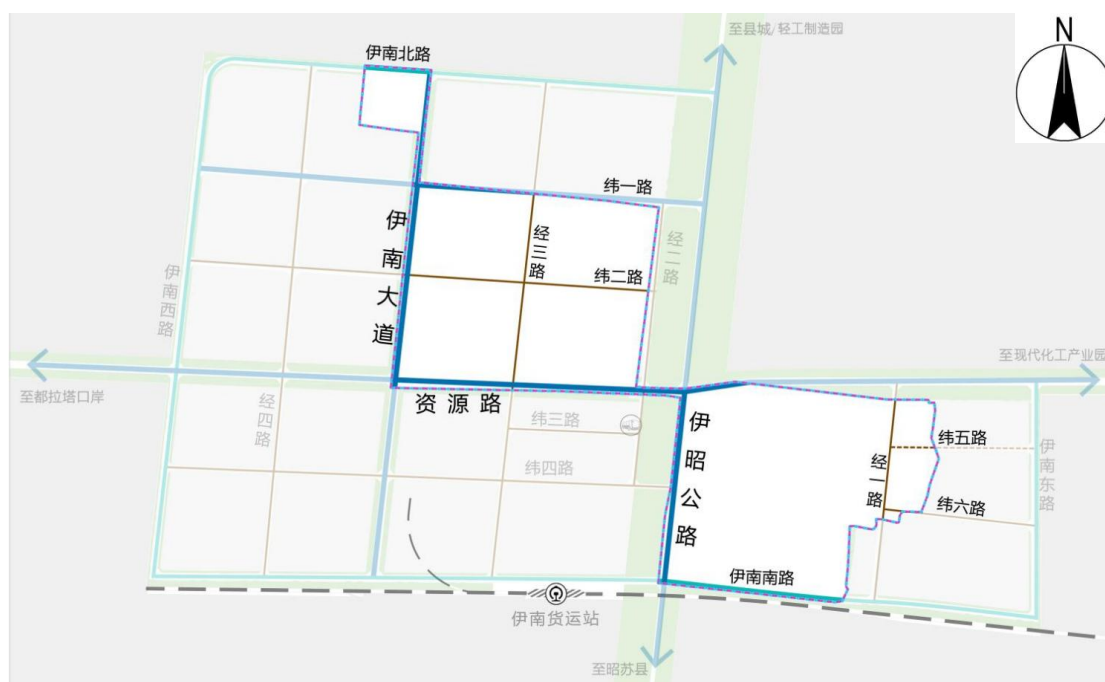 至县城/轻工制造园
N
伊南北路
纬一路
伊南大道
经三路
经二路
纬二路
伊南西路
至现代化工产业园
至都拉塔口岸
经四路
资源路
纬三路
伊昭公路
纬五路
伊南东路
经一路
纬四路
纬六路
伊南南路
伊南货运站
至昭苏县